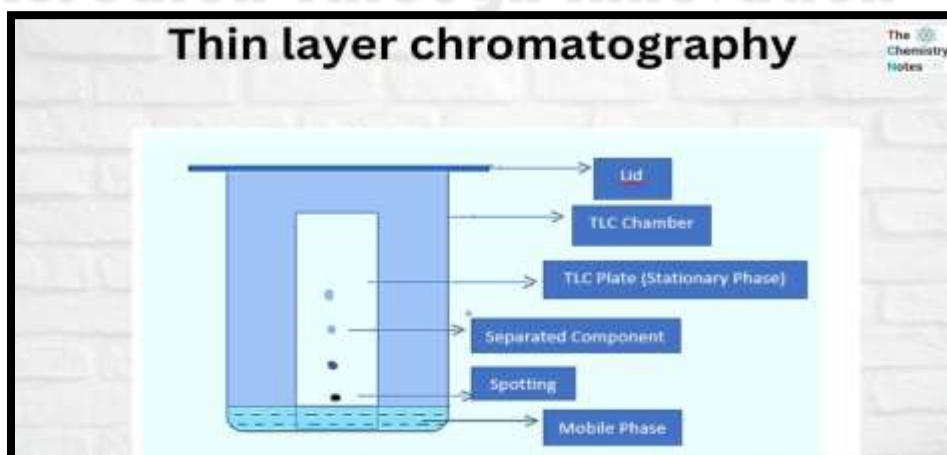 Thin layer chromatography
The
Chemistry
Notes
Lid
TLC Chamber
TLC Plate (Stationary Phase)
Separated Component
Spotting
Mobile Phase